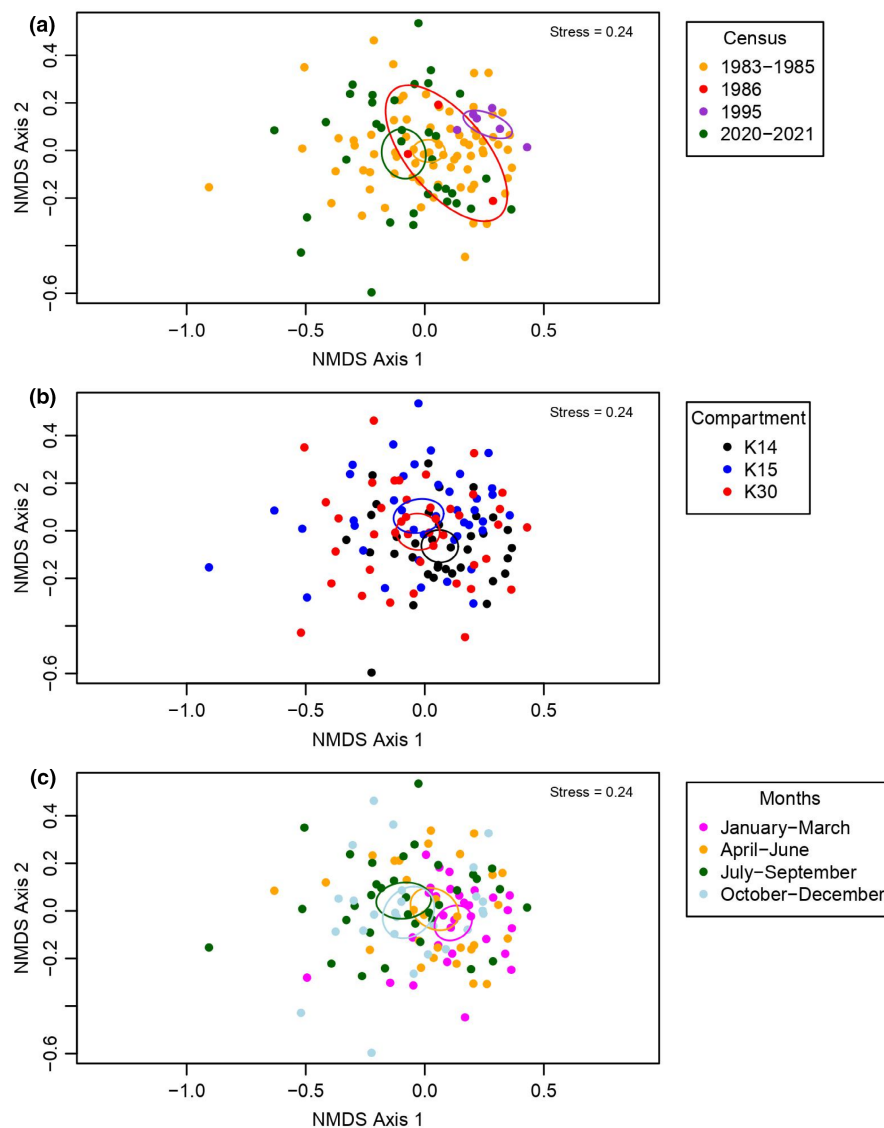 (a)
Stress = 0.24
Census
1983−1985
1986
1995
2020−2021
NMDS Axis 2
0.4
0.2
0.0
−0.2
−0.6
−1.0
−0.5
0.0
0.5
NMDS Axis 1
(b)
Stress = 0.24
Compartment
K14
K15
K30
NMDS Axis 2
0.4
0.2
0.0
−0.2
−0.6
−1.0
−0.5
0.0
0.5
NMDS Axis 1
(c)
Stress = 0.24
Months
January−March
April−June
July−September
October−December
NMDS Axis 2
0.4
0.2
0.0
−0.2
−0.6
−1.0
−0.5
0.0
0.5
NMDS Axis 1